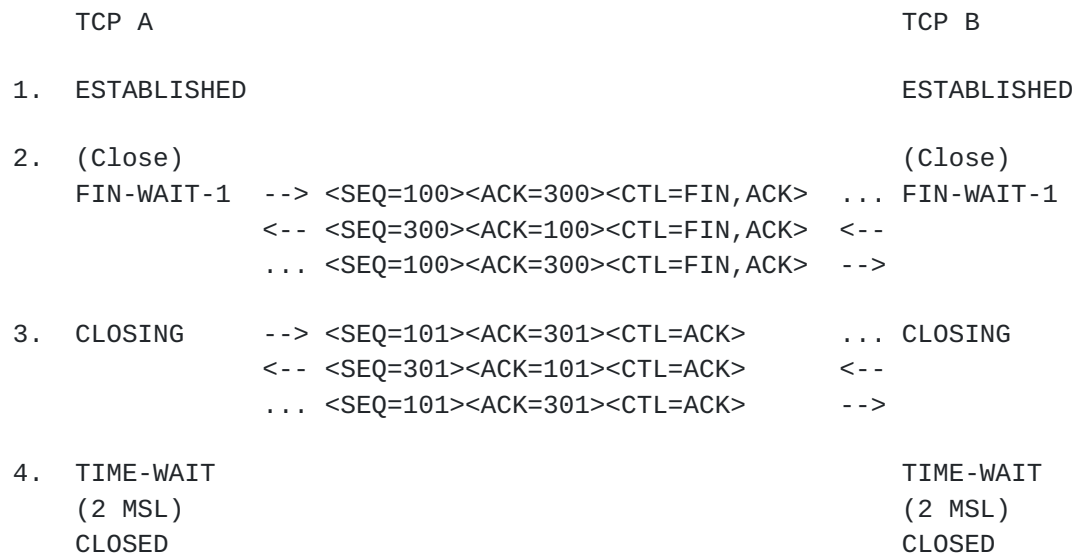 TCP A                                                TCP B

1.  ESTABLISHED                                          ESTABLISHED

2.  (Close)                                              (Close)
    FIN-WAIT-1  --> <SEQ=100><ACK=300><CTL=FIN,ACK>  ... FIN-WAIT-1
                <-- <SEQ=300><ACK=100><CTL=FIN,ACK>  <--
                ... <SEQ=100><ACK=300><CTL=FIN,ACK>  -->

3.  CLOSING     --> <SEQ=101><ACK=301><CTL=ACK>      ... CLOSING
                <-- <SEQ=301><ACK=101><CTL=ACK>      <--
                ... <SEQ=101><ACK=301><CTL=ACK>      -->

4.  TIME-WAIT                                            TIME-WAIT
    (2 MSL)                                              (2 MSL)
    CLOSED                                               CLOSED